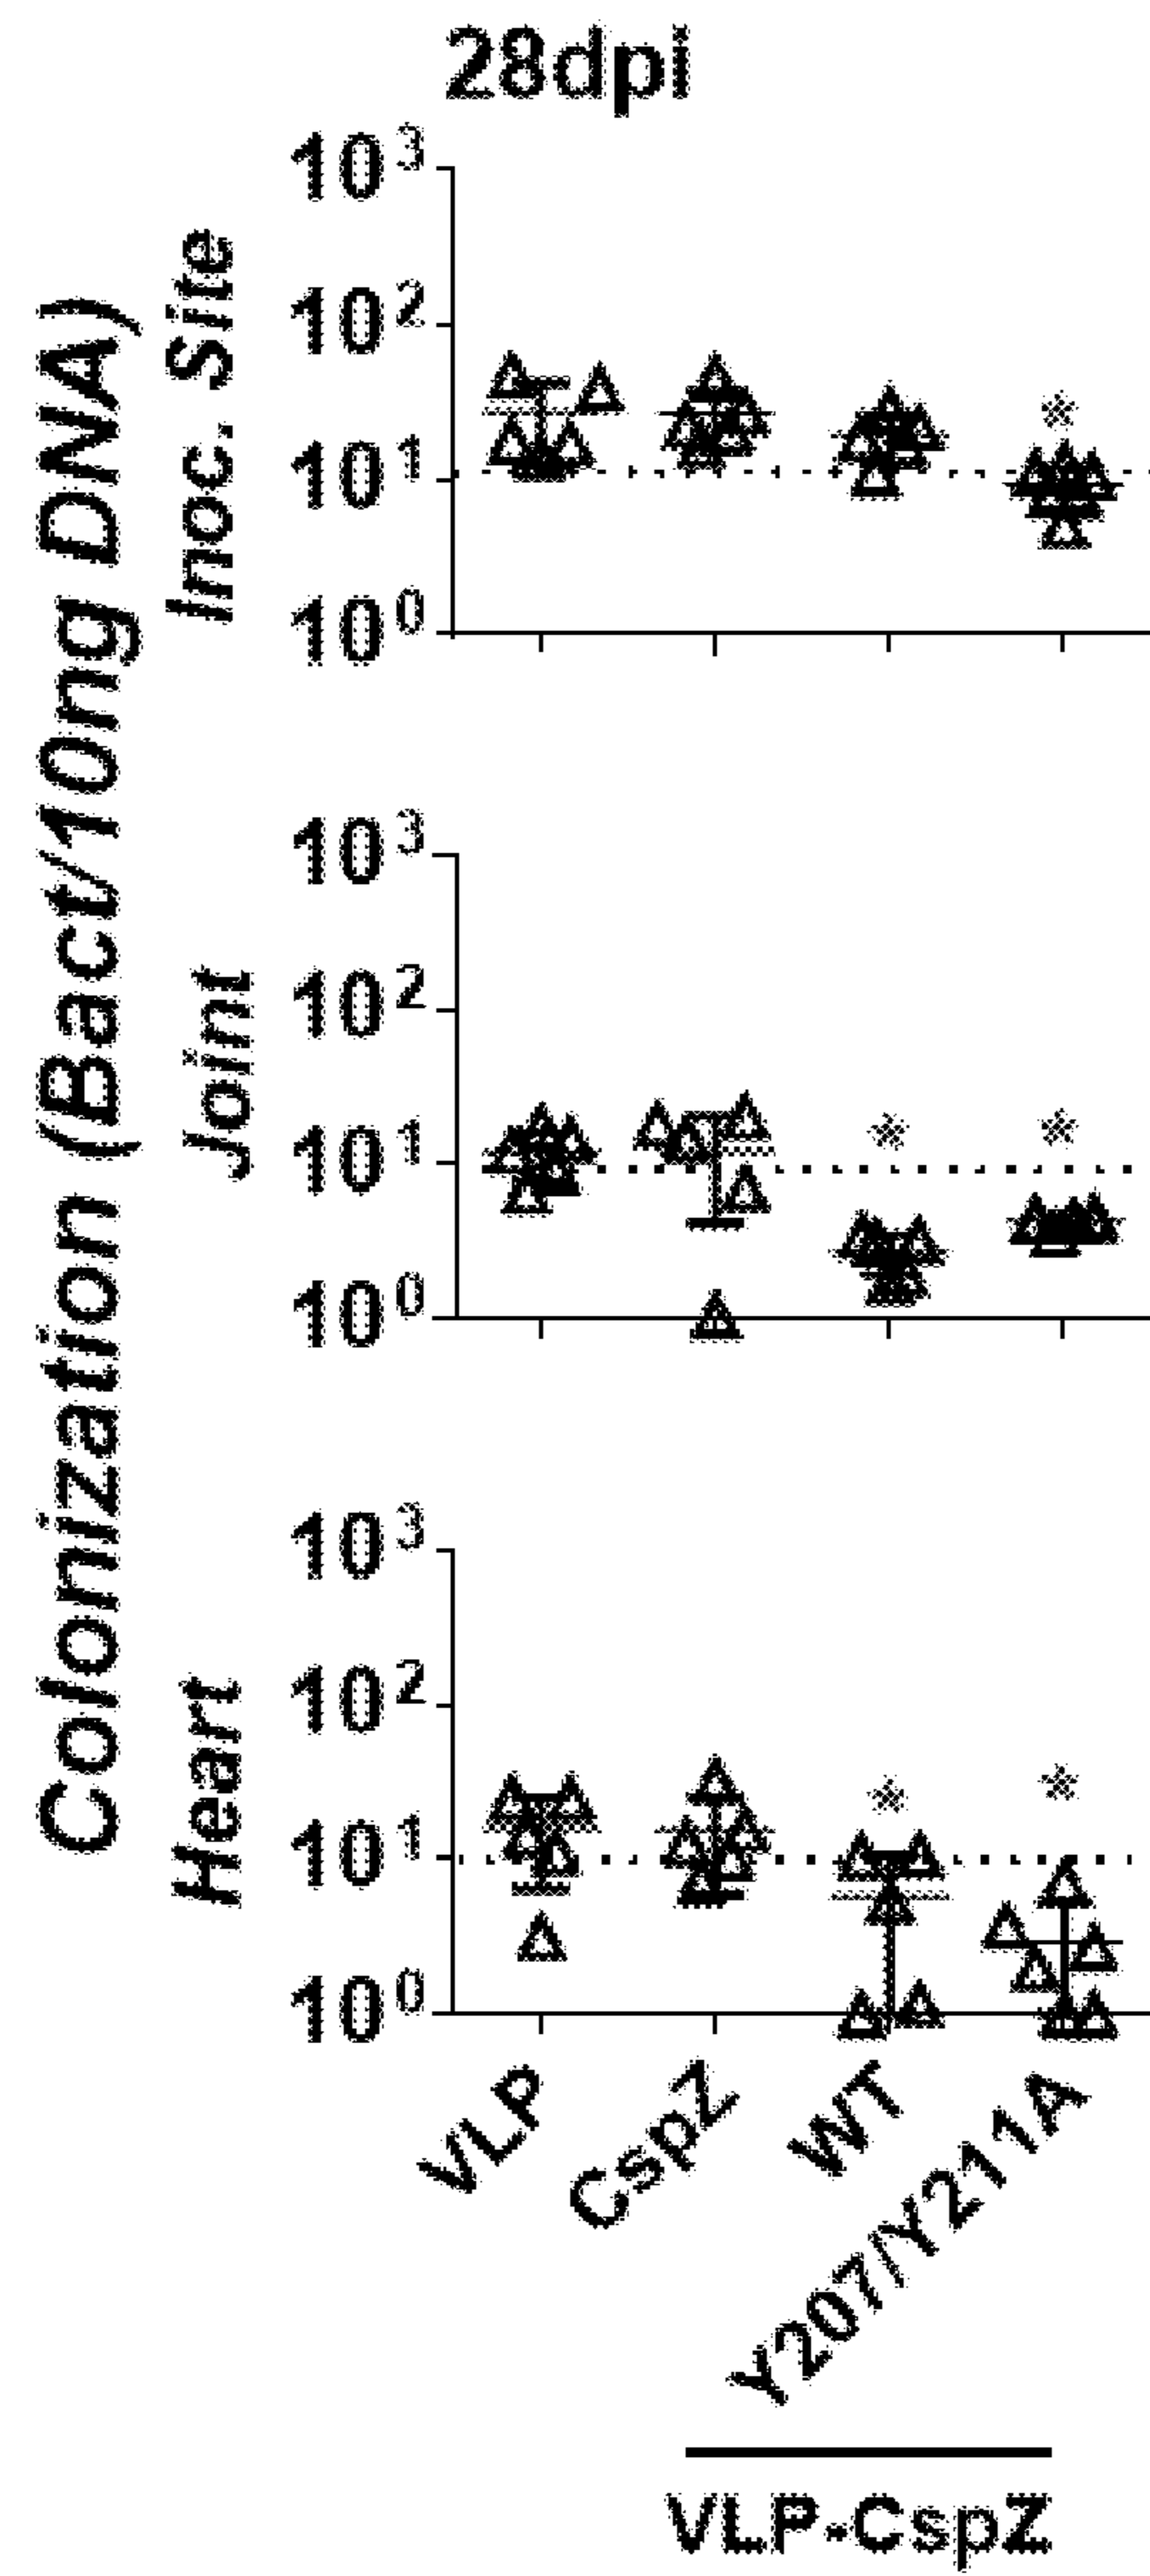 28dpi
Colonization (Bact/10ng DNA)
Inoc. Site
10³
10²
10¹
10⁰
*
Joint
10³
10²
10¹
10⁰
* *
Heart
10³
10²
10¹
10⁰
* *
VLP
CspZ
WT
Y207/Y211A
VLP-CspZ